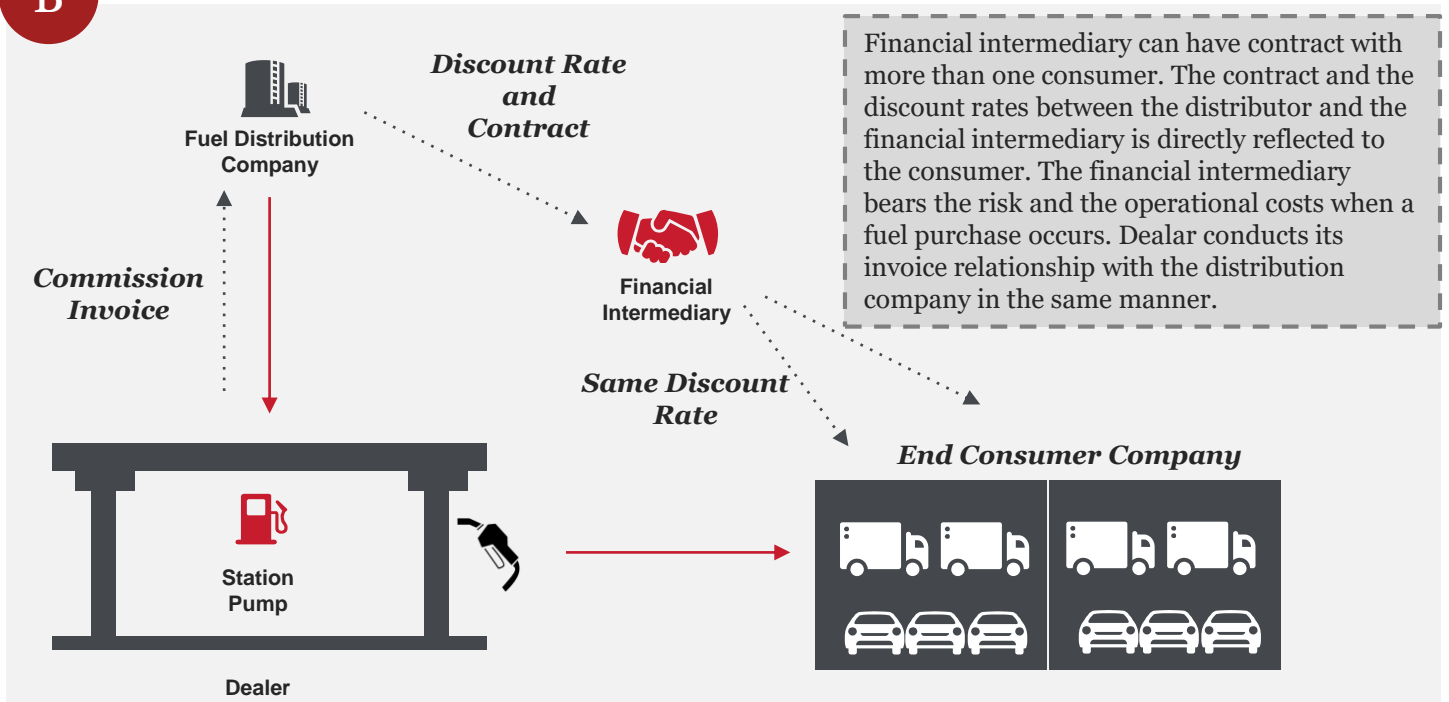 B
Discount Rate
and
Contract
Fuel Distribution
Company
Financial intermediary can have contract with
more than one consumer. The contract and the
discount rates between the distributor and the
financial intermediary is directly reflected to
the consumer. The financial intermediary
bears the risk and the operational costs when a
fuel purchase occurs. Dealar conducts its
invoice relationship with the distribution
company in the same manner.
Commission
Invoice
Financial
Intermediary
Same Discount
Rate
End Consumer Company
Station
Pump
Dealer